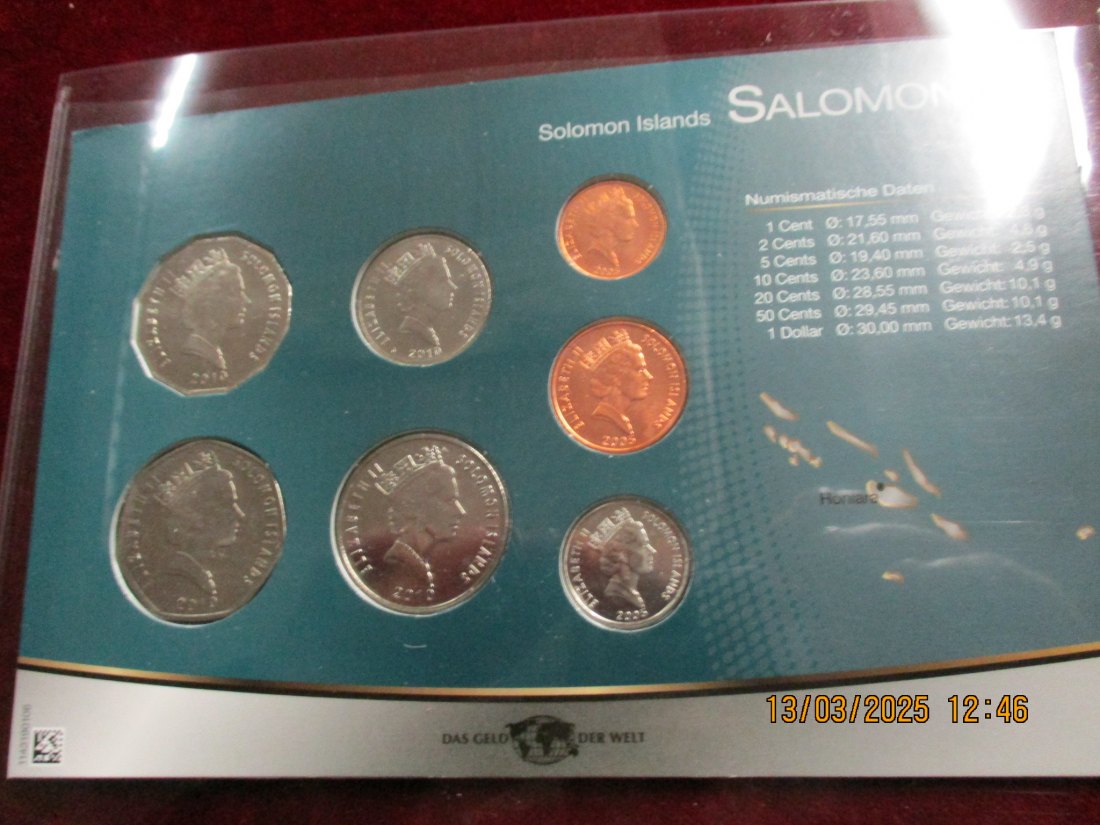 Solomon Islands SALOMON
Numismatische Daten
1 Cent Ø: 17,55 mm Gewicht: g
2 Cents Ø: 21,60 mm Gewicht: g
5 Cents Ø: 19,40 mm Gewicht: 2,5 g
10 Cents Ø: 23,60 mm Gewicht: 4,9 g
20 Cents Ø: 28,55 mm Gewicht: 10,1 g
50 Cents Ø: 29,45 mm Gewicht: 10,1 g
1 Dollar Ø: 30,00 mm Gewicht: 13,4 g
ELIZABETH II SOLOMON ISLANDS
ELIZABETH II SOLOMON ISLANDS
ELIZABETH II SOLOMON ISLANDS
2005
ELIZABETH II SOLOMON ISLANDS
2005
ELIZABETH II SOLOMON ISLANDS
ELIZABETH II SOLOMON ISLANDS
2010
ELIZABETH II SOLOMON ISLANDS
2005
Honiara
13/03/2025 12:46
DAS GELD DER WELT